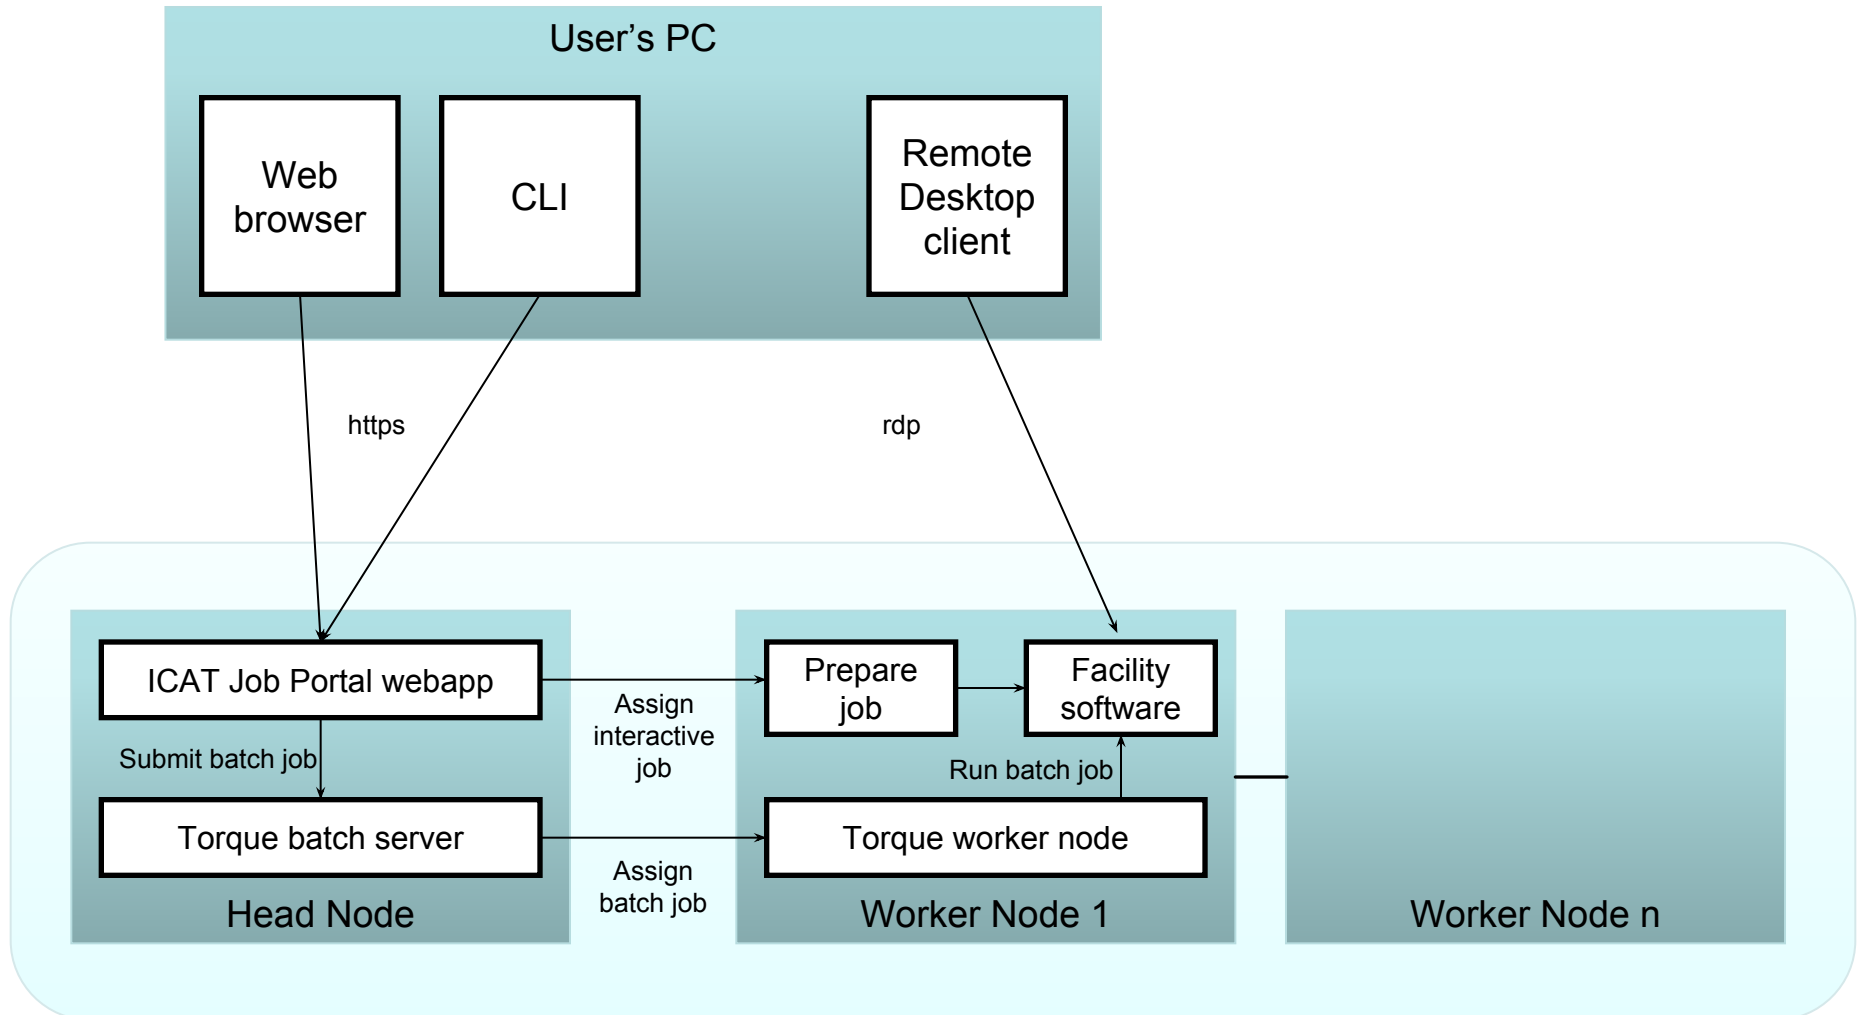 User’s PC
Web
browser
CLI
Remote
Desktop
client
https
rdp
ICAT Job Portal webapp
Assign
interactive
job
Prepare
job
Facility
software
Submit batch job
Run batch job
Torque batch server
Assign
batch job
Torque worker node
Head Node
Worker Node 1
Worker Node n